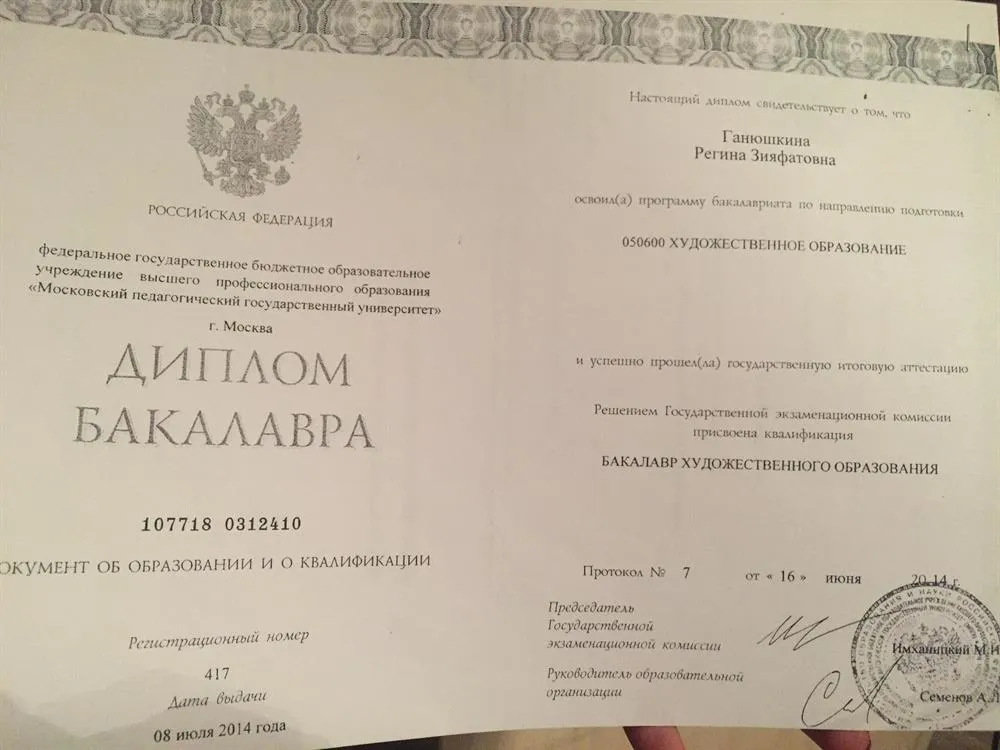 РОССИЙСКАЯ ФЕДЕРАЦИЯ
федеральное государственное бюджетное образовательное
учреждение высшего профессионального образования
«Московский педагогический государственный университет»
г. Москва
ДИПЛОМ
БАКАЛАВРА
107718 0312410
ОКУМЕНТ ОБ ОБРАЗОВАНИИ И О КВАЛИФИКАЦИИ
Регистрационный номер
417
Дата выдачи
08 июля 2014 года
Настоящий диплом свидетельствует о том, что
Ганюшкина
Регина Зияфатовна
освоил(а) программу бакалавриата по направлению подготовки
050600 ХУДОЖЕСТВЕННОЕ ОБРАЗОВАНИЕ
и успешно прошел(ла) государственную итоговую аттестацию
Решением Государственной экзаменационной комиссии
присвоена квалификация
БАКАЛАВР ХУДОЖЕСТВЕННОГО ОБРАЗОВАНИЯ
Протокол № 7 от « 16 » июня 2014 г.
Председатель
Государственной
экзаменационной комиссии
Имханицкий М.И
Руководитель образовательной
организации
Семенов А.Л